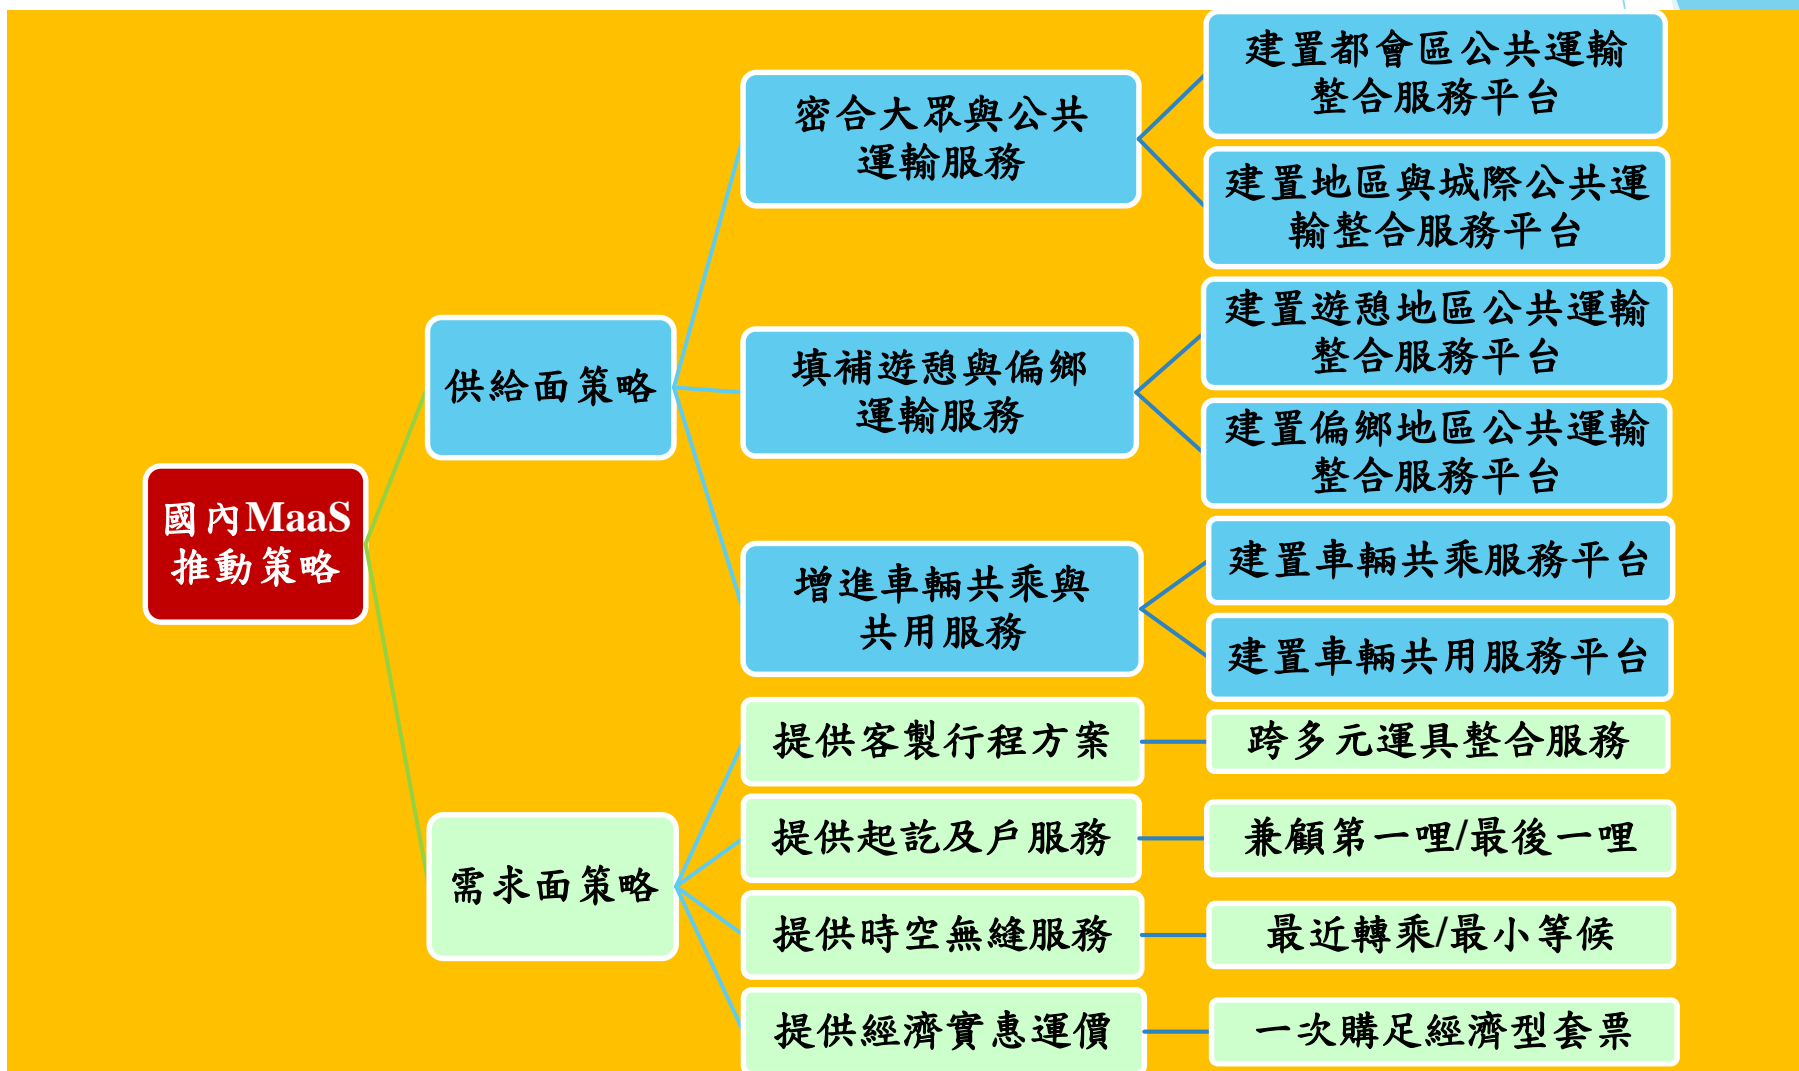 國內MaaS
推動策略
供給面策略
密合大眾與公共
運輸服務
建置都會區公共運輸
整合服務平台
建置地區與城際公共運
輸整合服務平台
填補遊憩與偏鄉
運輸服務
建置遊憩地區公共運輸
整合服務平台
建置偏鄉地區公共運輸
整合服務平台
增進車輛共乘與
共用服務
建置車輛共乘服務平台
建置車輛共用服務平台
需求面策略
提供客製行程方案
跨多元運具整合服務
提供起訖及戶服務
兼顧第一哩/最後一哩
提供時空無縫服務
最近轉乘/最小等候
提供經濟實惠運價
一次購足經濟型套票